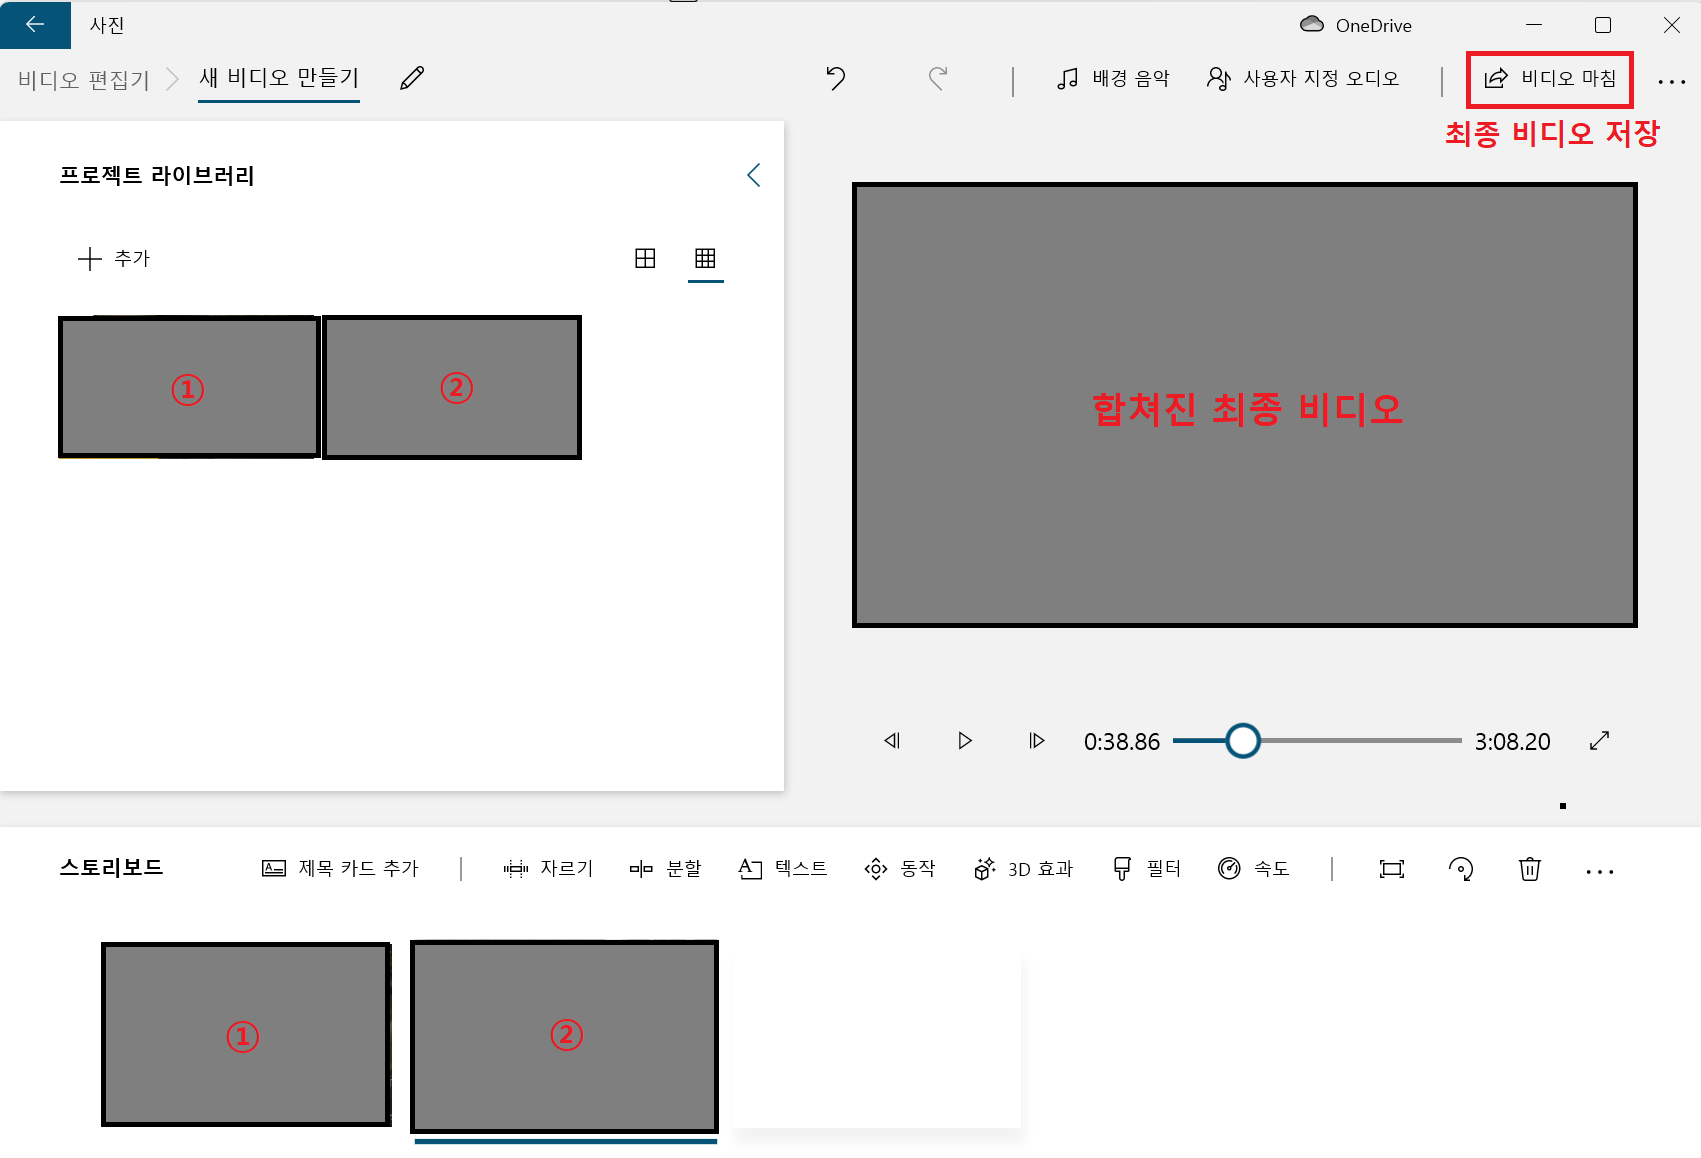 사진
OneDrive
비디오 편집기
새 비디오 만들기
배경 음악
사용자 지정 오디오
비디오 마침
최종 비디오 저장
프로젝트 라이브러리
추가
①
②
합쳐진 최종 비디오
0:38.86
3:08.20
스토리보드
제목 카드 추가
자르기
분할
텍스트
동작
3D 효과
필터
속도
①
②